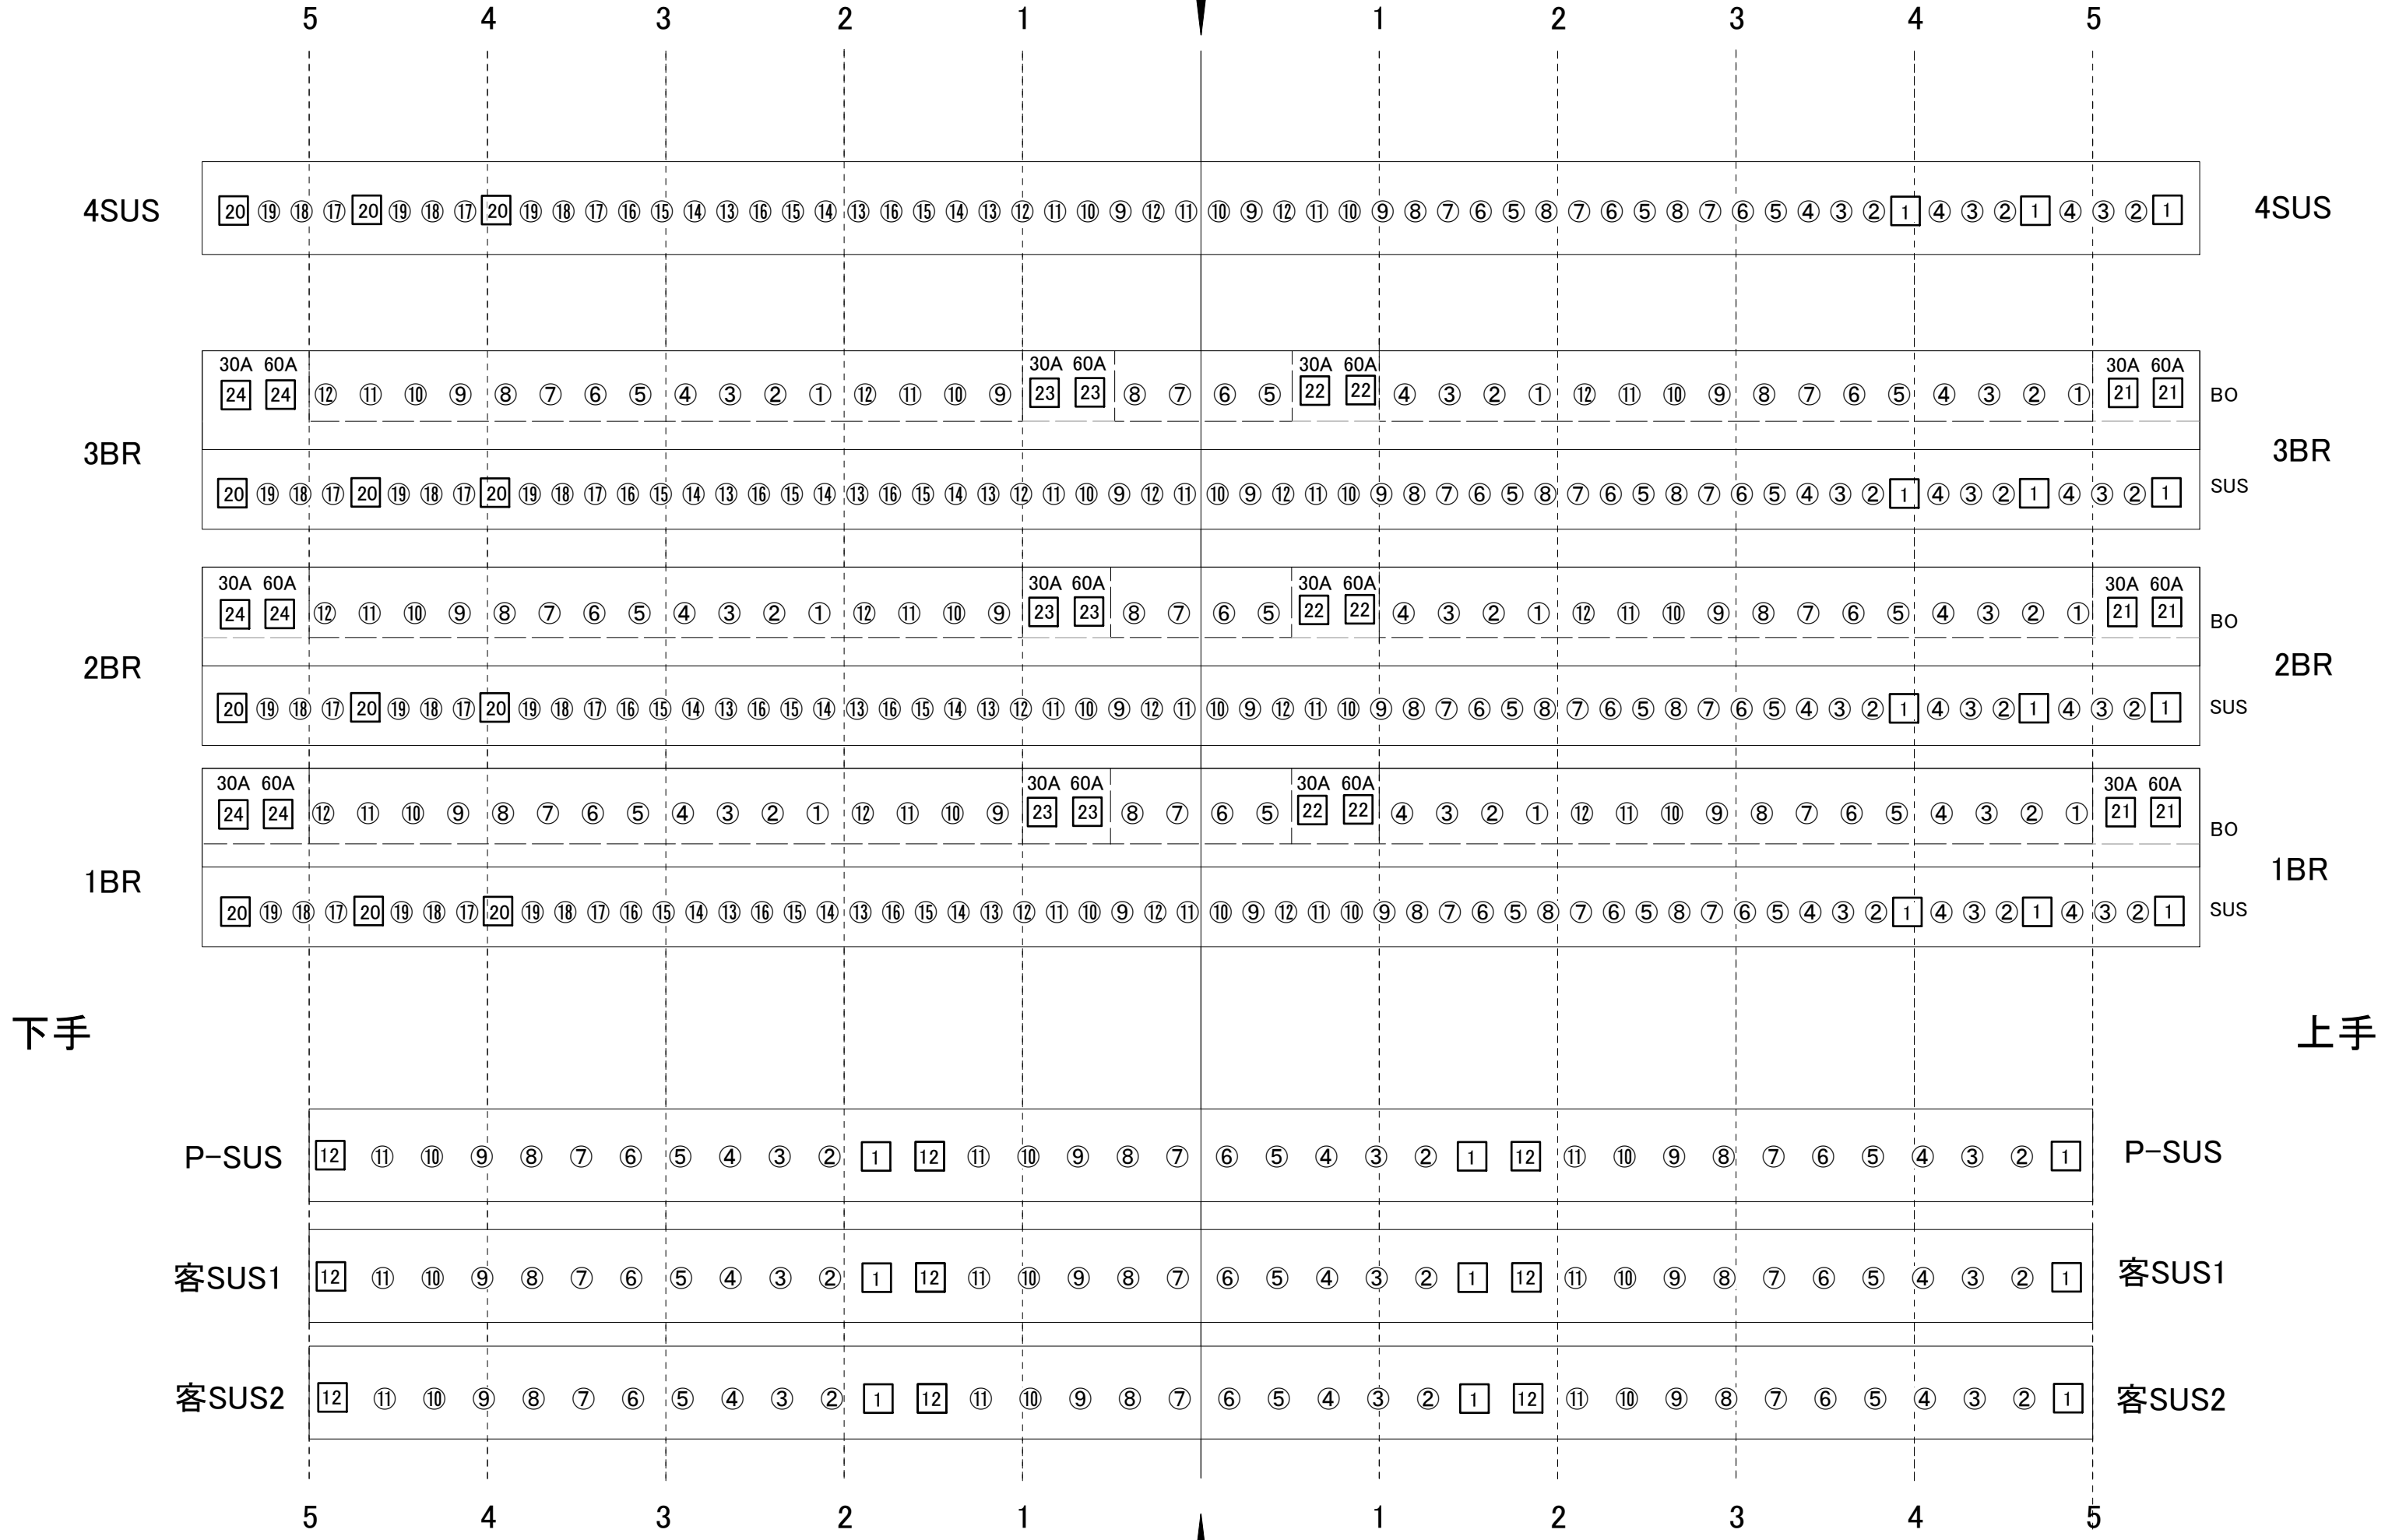 5 4 3 2 1 1 2 3 4 5
4SUS 20 ⑲ ⑱ ⑰ 20 ⑲ ⑱ ⑰ 20 ⑲ ⑱ ⑰ ⑯ ⑮ ⑭ ⑬ ⑯ ⑮ ⑭ ⑬ ⑯ ⑮ ⑭ ⑬ ⑫ ⑪ ⑩ ⑨ ⑫ ⑪ ⑩ ⑨ ⑫ ⑪ ⑩ ⑨ ⑧ ⑦ ⑥ ⑤ ⑧ ⑦ ⑥ ⑤ ⑧ ⑦ ⑥ ⑤ ④ ③ ② 1 ④ ③ ② 1 ④ ③ ② 1 4SUS
30A 60A 30A 60A 30A 60A 30A 60A
24 24 ⑫ ⑪ ⑩ ⑨ ⑧ ⑦ ⑥ ⑤ ④ ③ ② ① ⑫ ⑪ ⑩ ⑨ 23 23 ⑧ ⑦ ⑥ ⑤ 22 22 ④ ③ ② ① ⑫ ⑪ ⑩ ⑨ ⑧ ⑦ ⑥ ⑤ ④ ③ ② ① 21 21 BO
3BR 3BR
20 ⑲ ⑱ ⑰ 20 ⑲ ⑱ ⑰ 20 ⑲ ⑱ ⑰ ⑯ ⑮ ⑭ ⑬ ⑯ ⑮ ⑭ ⑬ ⑯ ⑮ ⑭ ⑬ ⑫ ⑪ ⑩ ⑨ ⑫ ⑪ ⑩ ⑨ ⑫ ⑪ ⑩ ⑨ ⑧ ⑦ ⑥ ⑤ ⑧ ⑦ ⑥ ⑤ ⑧ ⑦ ⑥ ⑤ ④ ③ ② 1 ④ ③ ② 1 ④ ③ ② 1 SUS
30A 60A 30A 60A 30A 60A 30A 60A
24 24 ⑫ ⑪ ⑩ ⑨ ⑧ ⑦ ⑥ ⑤ ④ ③ ② ① ⑫ ⑪ ⑩ ⑨ 23 23 ⑧ ⑦ ⑥ ⑤ 22 22 ④ ③ ② ① ⑫ ⑪ ⑩ ⑨ ⑧ ⑦ ⑥ ⑤ ④ ③ ② ① 21 21 BO
2BR 2BR
20 ⑲ ⑱ ⑰ 20 ⑲ ⑱ ⑰ 20 ⑲ ⑱ ⑰ ⑯ ⑮ ⑭ ⑬ ⑯ ⑮ ⑭ ⑬ ⑯ ⑮ ⑭ ⑬ ⑫ ⑪ ⑩ ⑨ ⑫ ⑪ ⑩ ⑨ ⑫ ⑪ ⑩ ⑨ ⑧ ⑦ ⑥ ⑤ ⑧ ⑦ ⑥ ⑤ ⑧ ⑦ ⑥ ⑤ ④ ③ ② 1 ④ ③ ② 1 ④ ③ ② 1 SUS
30A 60A 30A 60A 30A 60A 30A 60A
24 24 ⑫ ⑪ ⑩ ⑨ ⑧ ⑦ ⑥ ⑤ ④ ③ ② ① ⑫ ⑪ ⑩ ⑨ 23 23 ⑧ ⑦ ⑥ ⑤ 22 22 ④ ③ ② ① ⑫ ⑪ ⑩ ⑨ ⑧ ⑦ ⑥ ⑤ ④ ③ ② ① 21 21 BO
1BR 1BR
20 ⑲ ⑱ ⑰ 20 ⑲ ⑱ ⑰ 20 ⑲ ⑱ ⑰ ⑯ ⑮ ⑭ ⑬ ⑯ ⑮ ⑭ ⑬ ⑯ ⑮ ⑭ ⑬ ⑫ ⑪ ⑩ ⑨ ⑫ ⑪ ⑩ ⑨ ⑫ ⑪ ⑩ ⑨ ⑧ ⑦ ⑥ ⑤ ⑧ ⑦ ⑥ ⑤ ⑧ ⑦ ⑥ ⑤ ④ ③ ② 1 ④ ③ ② 1 ④ ③ ② 1 SUS
下手 上手
P-SUS 12 ⑪ ⑩ ⑨ ⑧ ⑦ ⑥ ⑤ ④ ③ ② 1 12 ⑪ ⑩ ⑨ ⑧ ⑦ ⑥ ⑤ ④ ③ ② 1 12 ⑪ ⑩ ⑨ ⑧ ⑦ ⑥ ⑤ ④ ③ ② 1 P-SUS
客SUS1 12 ⑪ ⑩ ⑨ ⑧ ⑦ ⑥ ⑤ ④ ③ ② 1 12 ⑪ ⑩ ⑨ ⑧ ⑦ ⑥ ⑤ ④ ③ ② 1 12 ⑪ ⑩ ⑨ ⑧ ⑦ ⑥ ⑤ ④ ③ ② 1 客SUS1
客SUS2 12 ⑪ ⑩ ⑨ ⑧ ⑦ ⑥ ⑤ ④ ③ ② 1 12 ⑪ ⑩ ⑨ ⑧ ⑦ ⑥ ⑤ ④ ③ ② 1 12 ⑪ ⑩ ⑨ ⑧ ⑦ ⑥ ⑤ ④ ③ ② 1 客SUS2
5 4 3 2 1 1 2 3 4 5